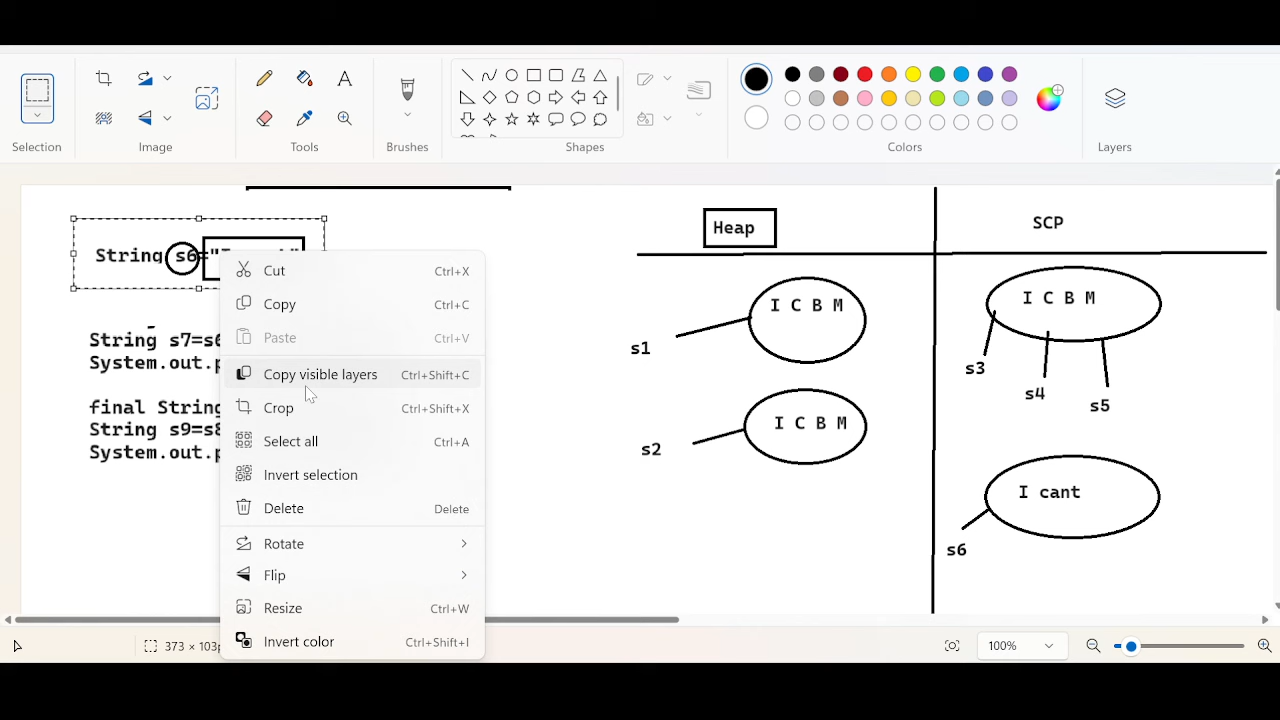 Selection
Image
Tools
Brushes
Shapes
Colors
Layers
String s6=
String s7=s6
System.out.p
final String
String s9=s8
System.out.p
Cut Ctrl+X
Copy Ctrl+C
Paste Ctrl+V
Copy visible layers Ctrl+Shift+C
Crop Ctrl+Shift+X
Select all Ctrl+A
Invert selection
Delete Delete
Rotate
Flip
Resize Ctrl+W
Invert color Ctrl+Shift+I
Heap
SCP
I C B M
s1
I C B M
s2
I C B M
s3
s4
s5
I cant
s6
373 × 103p
100%